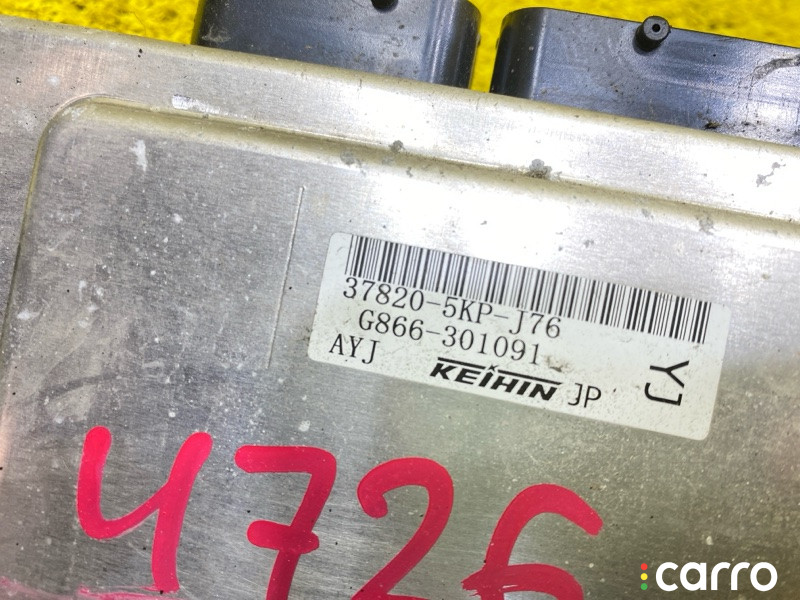 37820-5KP-J76
G866-301091
AYJ
KEIHIN JP
YJ
4726
carro